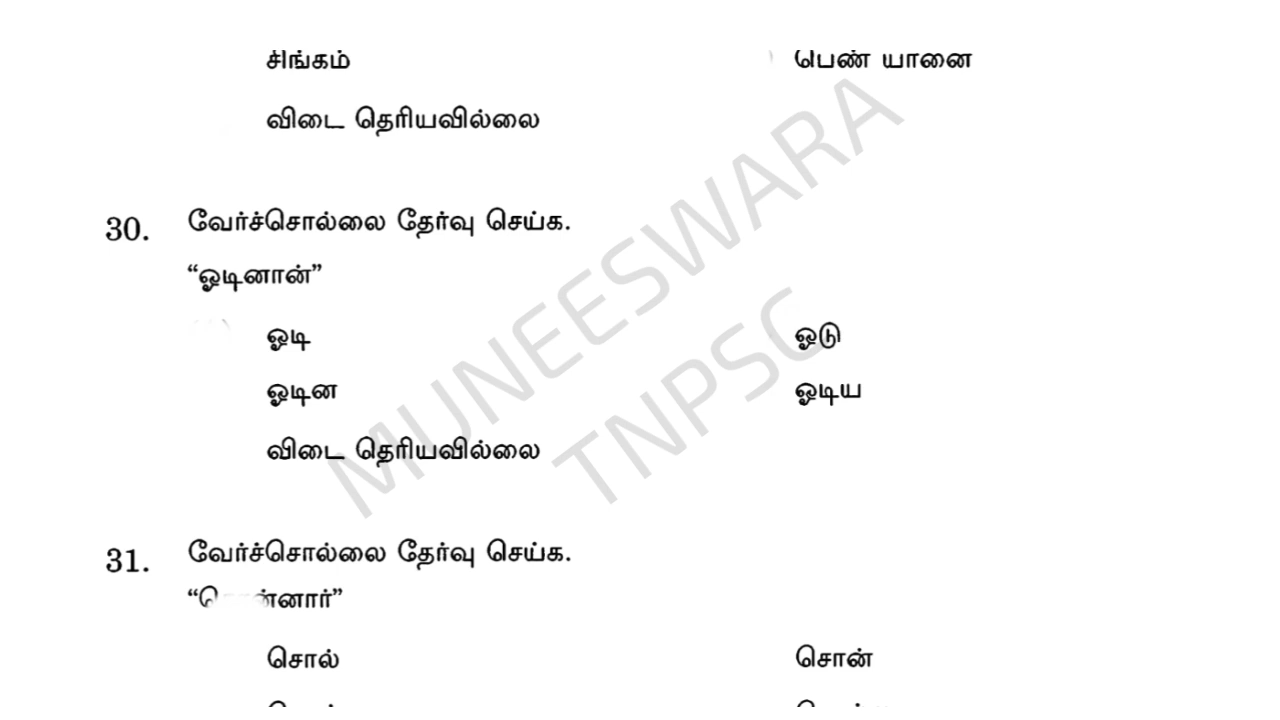 சிங்கம் பெண் யானை
விடை தெரியவில்லை
30. வேர்ச்சொல்லை தேர்வு செய்க.
“ஓடினான்”
ஓடி ஓடு
ஓடின ஓடிய
விடை தெரியவில்லை
31. வேர்ச்சொல்லை தேர்வு செய்க.
சொல் சொன்
MUNEESWARA
TNPSC